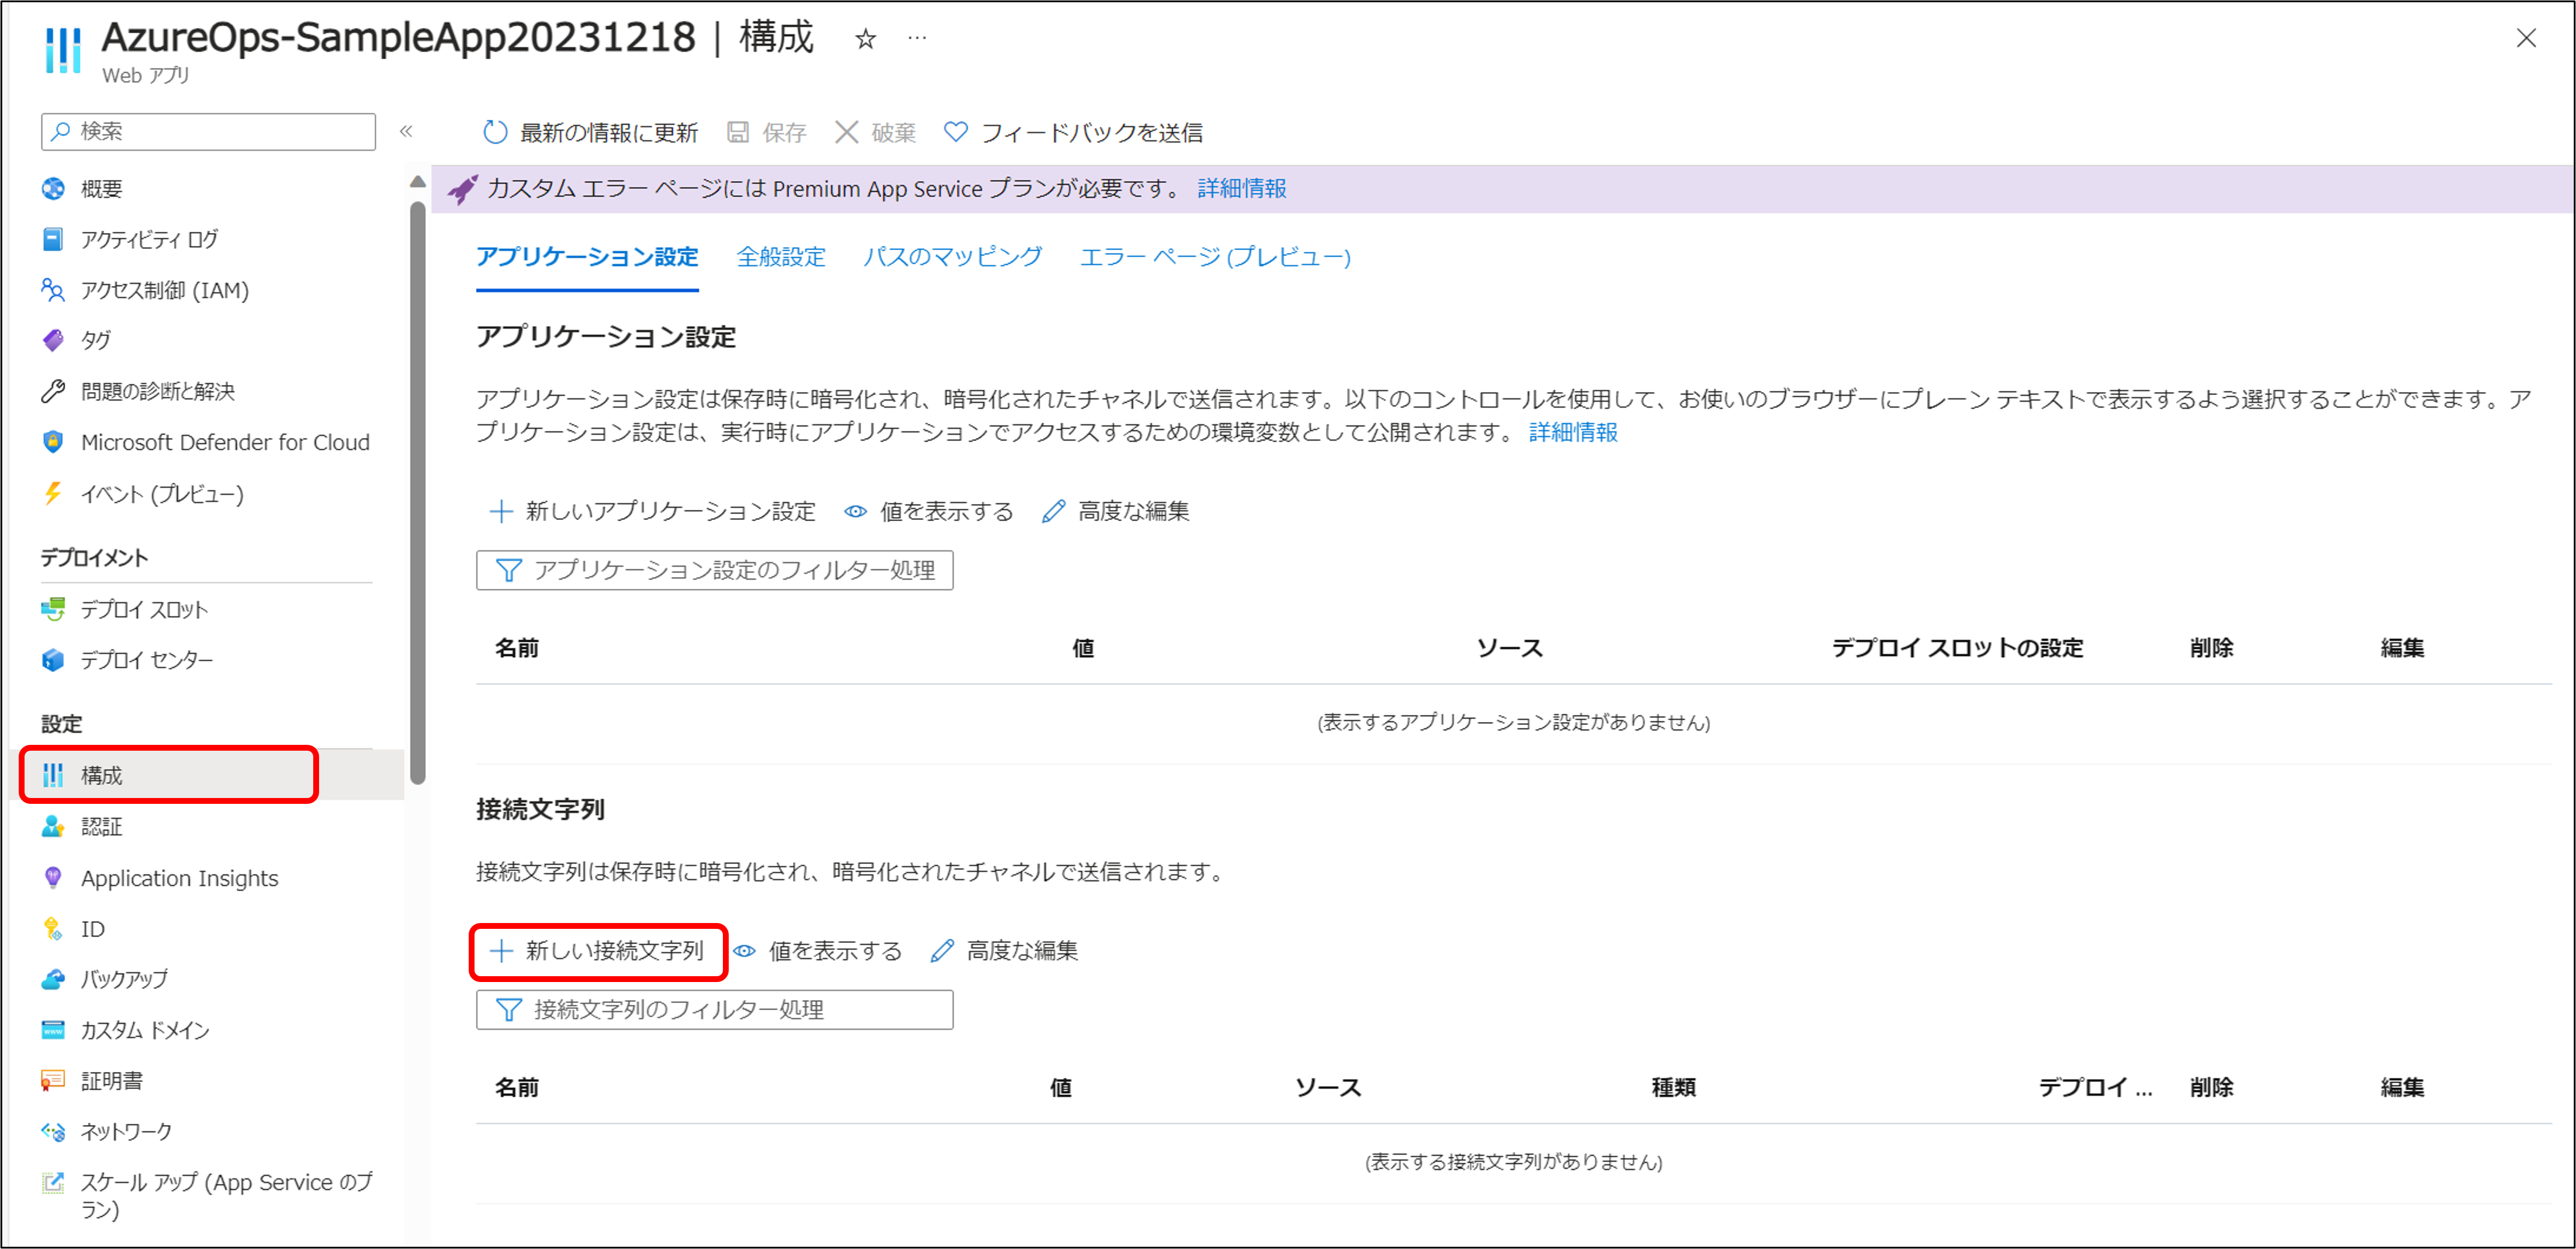 AzureOps-SampleApp20231218 | 構成
Web アプリ
検索
概要
アクティビティ ログ
アクセス制御 (IAM)
タグ
問題の診断と解決
Microsoft Defender for Cloud
イベント (プレビュー)
デプロイメント
デプロイ スロット
デプロイ センター
設定
構成
認証
Application Insights
ID
バックアップ
カスタム ドメイン
証明書
ネットワーク
スケール アップ (App Service のプ
ラン)
最新の情報に更新 保存 破棄 フィードバックを送信
カスタム エラー ページには Premium App Service プランが必要です。 詳細情報
アプリケーション設定 全般設定 パスのマッピング エラー ページ (プレビュー)
アプリケーション設定
アプリケーション設定は保存時に暗号化され、暗号化されたチャネルで送信されます。以下のコントロールを使用して、お使いのブラウザーにプレーン テキストで表示するよう選択することができます。ア
プリケーション設定は、実行時にアプリケーションでアクセスするための環境変数として公開されます。 詳細情報
新しいアプリケーション設定 値を表示する 高度な編集
アプリケーション設定のフィルター処理
名前 値 ソース デプロイ スロットの設定 削除 編集
(表示するアプリケーション設定がありません)
接続文字列
接続文字列は保存時に暗号化され、暗号化されたチャネルで送信されます。
新しい接続文字列 値を表示する 高度な編集
接続文字列のフィルター処理
名前 値 ソース 種類 デプロイ ... 削除 編集
(表示する接続文字列がありません)